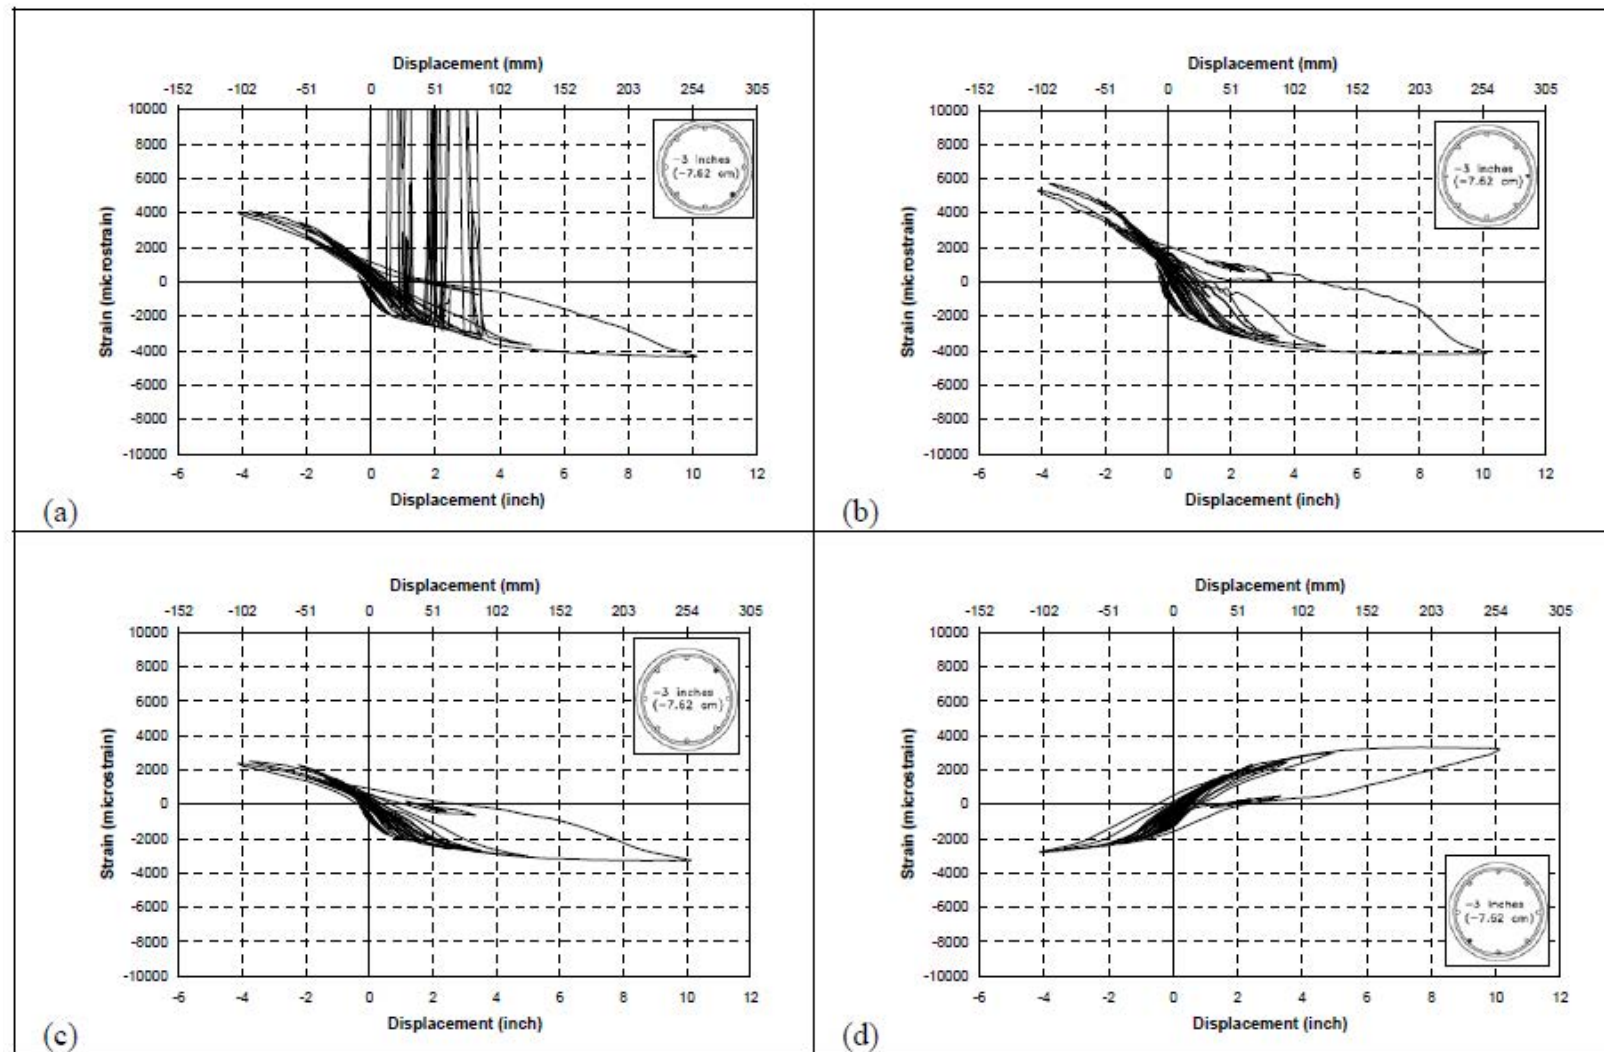 Displacement (mm)
-152 -102 -51 0 51 102 152 203 254 305
10000
8000
6000
4000
2000
0
-2000
-4000
-6000
-8000
-10000
Strain (microstrain)
-3 inches
(-7.62 cm)
-6 -4 -2 0 2 4 6 8 10 12
Displacement (inch)
(a)
Displacement (mm)
-152 -102 -51 0 51 102 152 203 254 305
10000
8000
6000
4000
2000
0
-2000
-4000
-6000
-8000
-10000
Strain (microstrain)
-3 inches
(-7.62 cm)
-6 -4 -2 0 2 4 6 8 10 12
Displacement (inch)
(b)
Displacement (mm)
-152 -102 -51 0 51 102 152 203 254 305
10000
8000
6000
4000
2000
0
-2000
-4000
-6000
-8000
-10000
Strain (microstrain)
-3 inches
(-7.62 cm)
-6 -4 -2 0 2 4 6 8 10 12
Displacement (inch)
(c)
Displacement (mm)
-152 -102 -51 0 51 102 152 203 254 305
10000
8000
6000
4000
2000
0
-2000
-4000
-6000
-8000
-10000
Strain (microstrain)
-3 inches
(-7.62 cm)
-6 -4 -2 0 2 4 6 8 10 12
Displacement (inch)
(d)